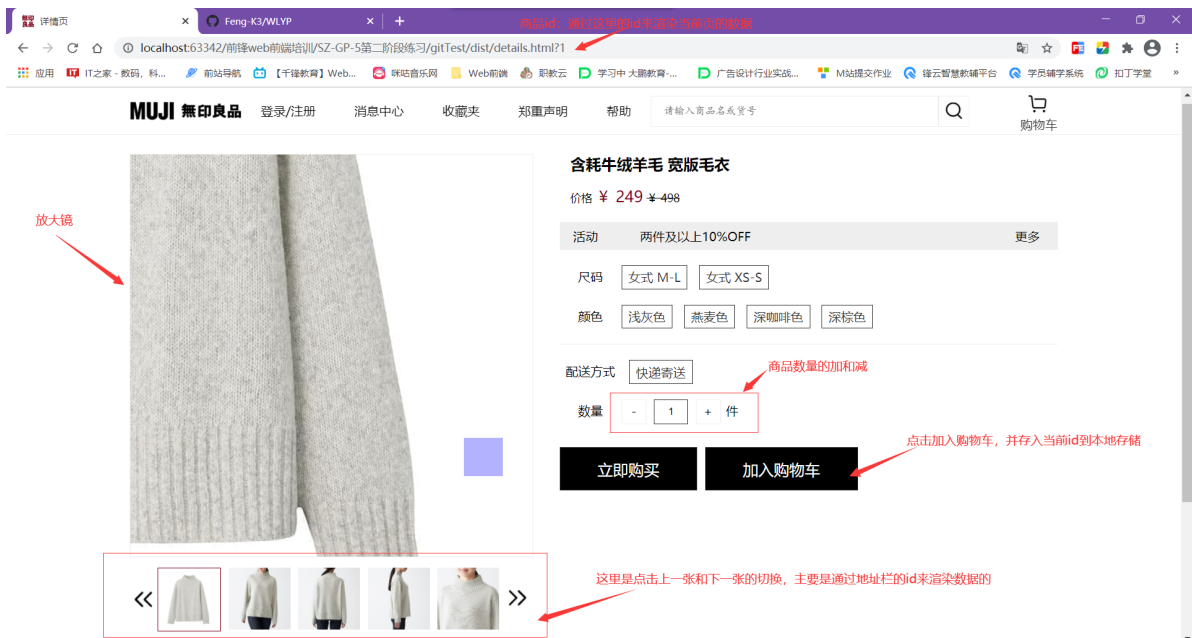 無印良品 详情页
Feng-K3/WLYP
商品id：通过这里的id来渲染当前页的数据
localhost:63342/前锋web前端培训/SZ-GP-5第二阶段练习/gitTest/dist/details.html?1
应用 IT之家 - 数码，科... 前站导航 【千锋教育】Web... 咪咕音乐网 Web前端 职教云 学习中 大鹏教育-... 广告设计行业实战... M站提交作业 锋云智慧教辅平台 学员辅学系统 扣丁学堂 »
MUJI 無印良品 登录/注册 消息中心 收藏夹 郑重声明 帮助 请输入商品名或货号 购物车
含耗牛绒羊毛 宽版毛衣
价格 ¥ 249 ¥ 498
放大镜
活动 两件及以上10%OFF 更多
尺码 女式 M-L 女式 XS-S
颜色 浅灰色 燕麦色 深咖啡色 深棕色
商品数量的加和减
配送方式 快递寄送
数量 - 1 + 件
点击加入购物车，并存入当前id到本地存储
立即购买 加入购物车
这里是点击上一张和下一张的切换，主要是通过地址栏的id来渲染数据的